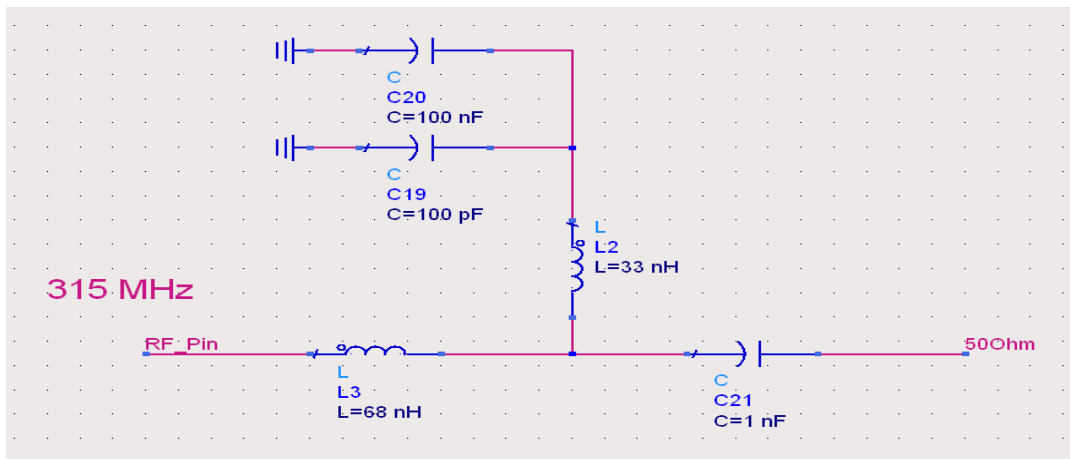 C
C20
C=100 nF
C
C19
C=100 pF
L
L2
L=33 nH
315 MHz
RF_Pin
50Ohm
L
L3
L=68 nH
C
C21
C=1 nF